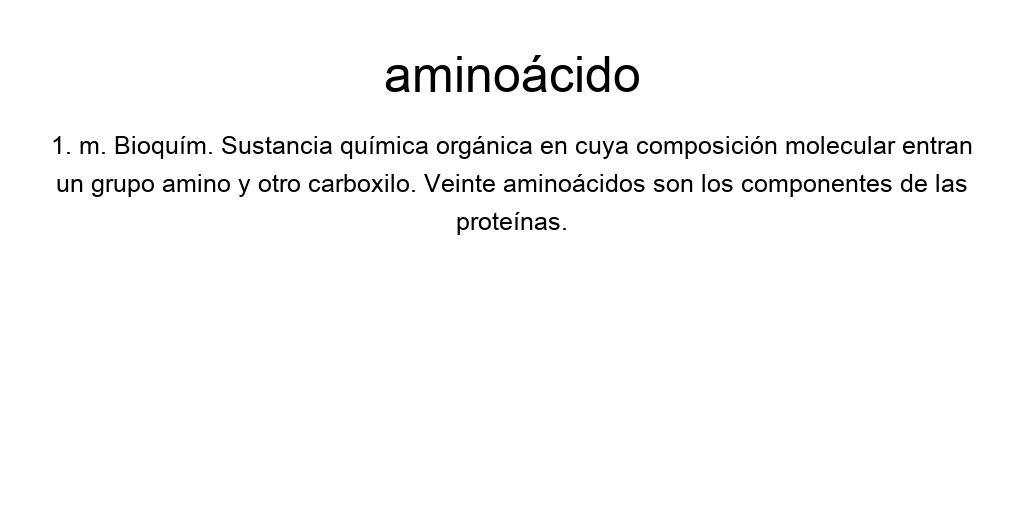 aminoácido
1. m. Bioquím. Sustancia química orgánica en cuya composición molecular entran
un grupo amino y otro carboxilo. Veinte aminoácidos son los componentes de las
proteínas.